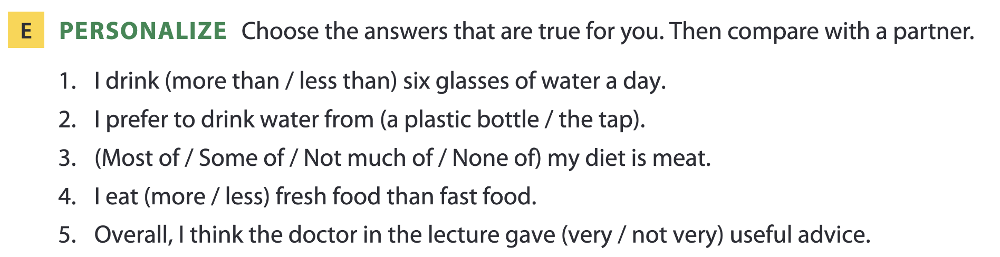 E PERSONALIZE Choose the answers that are true for you. Then compare with a partner.
1. I drink (more than / less than) six glasses of water a day.
2. I prefer to drink water from (a plastic bottle / the tap).
3. (Most of / Some of / Not much of / None of) my diet is meat.
4. I eat (more / less) fresh food than fast food.
5. Overall, I think the doctor in the lecture gave (very / not very) useful advice.